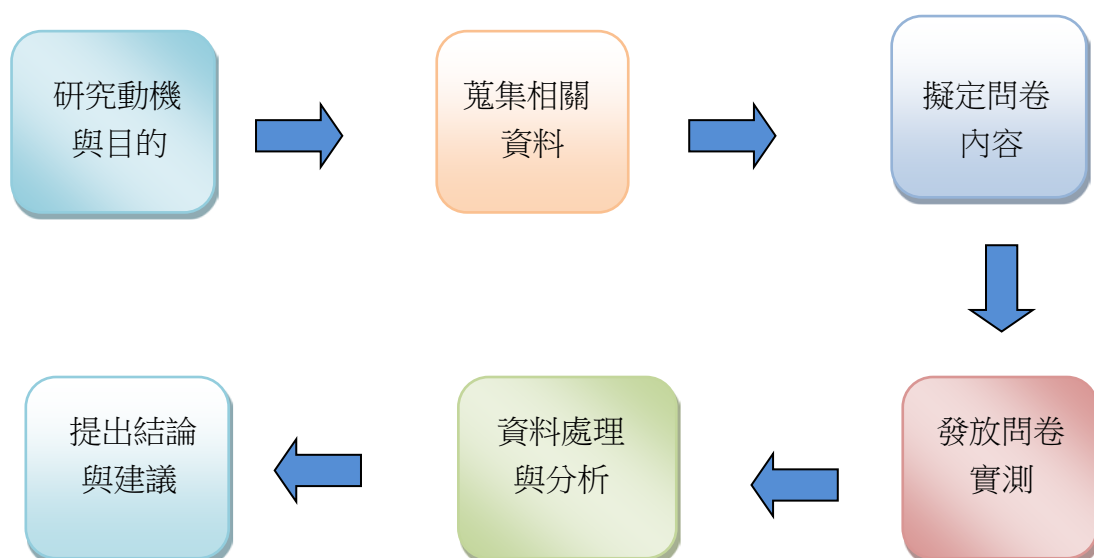 研究動機
與目的
蒐集相關
資料
擬定問卷
內容
發放問卷
實測
資料處理
與分析
提出結論
與建議